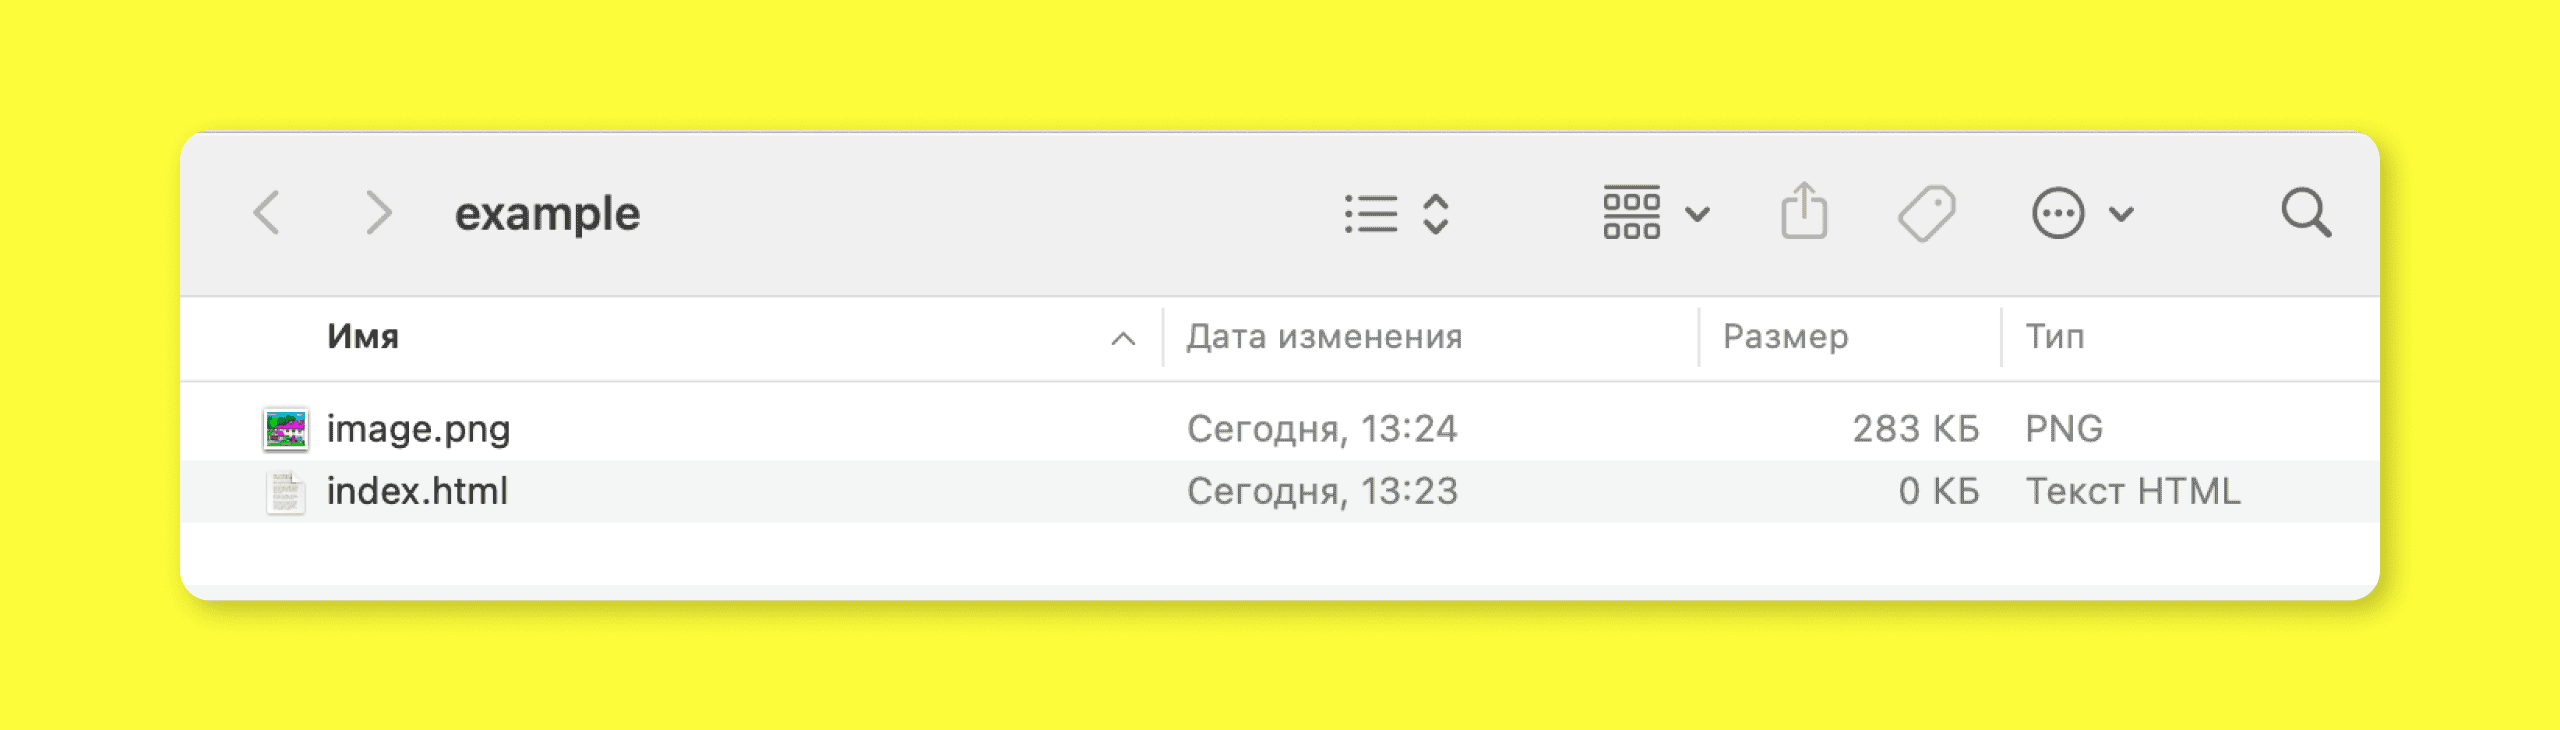 example
Имя Дата изменения Размер Тип
image.png Сегодня, 13:24 283 КБ PNG
index.html Сегодня, 13:23 0 КБ Текст HTML